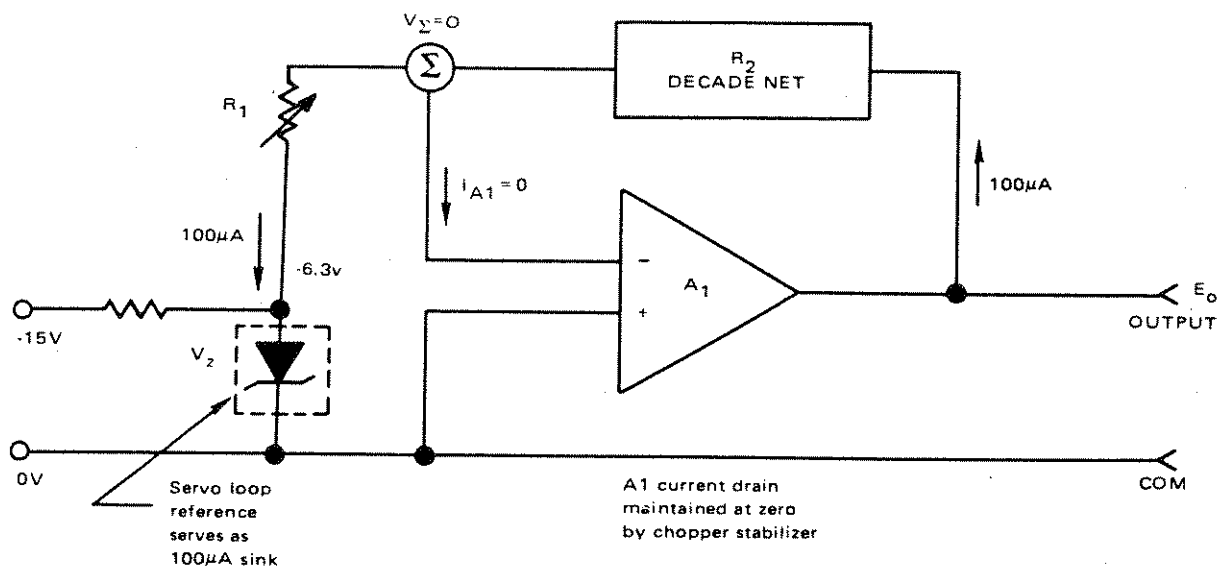 V_Σ=0
Σ
R_2
DECADE NET
R_1
i_A1=0
100μA
100μA
-6.3v
−
A_1
+
E_o
OUTPUT
-15V
V_z
0V
COM
Servo loop
reference
serves as
100μA sink
A1 current drain
maintained at zero
by chopper stabilizer